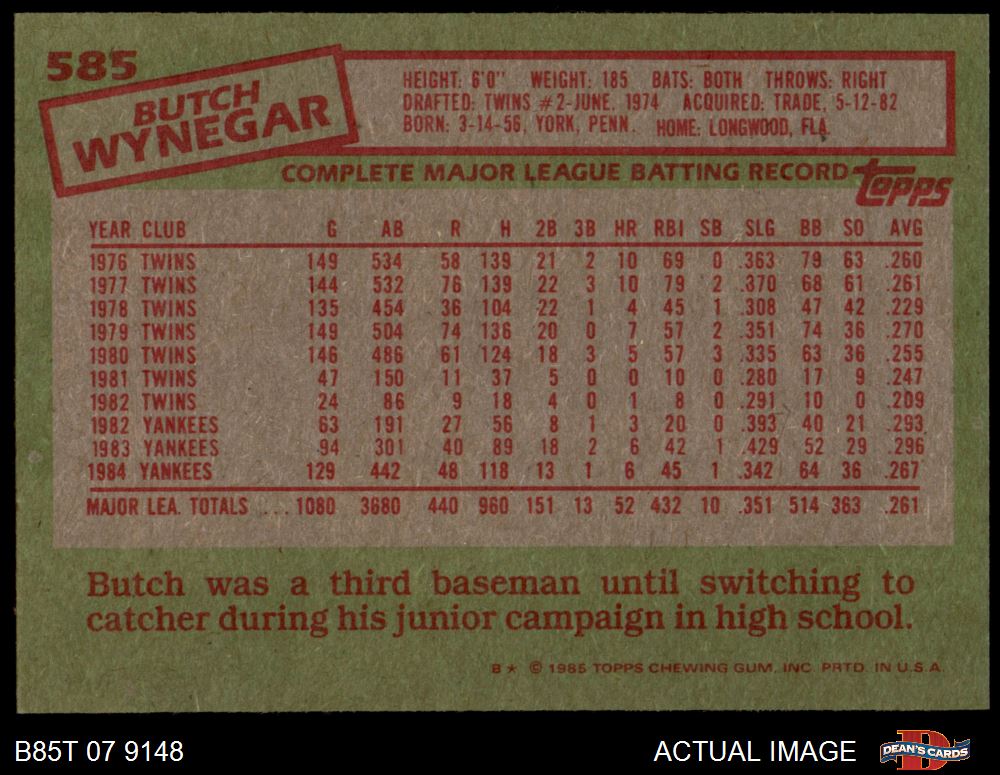 585
BUTCH
WYNEGAR
HEIGHT: 6'0" WEIGHT: 185 BATS: BOTH THROWS: RIGHT
DRAFTED: TWINS #2-JUNE, 1974 ACQUIRED: TRADE, 5-12-82
BORN: 3-14-56, YORK, PENN. HOME: LONGWOOD, FLA.
COMPLETE MAJOR LEAGUE BATTING RECORD topps
YEAR CLUB G AB R H 2B 3B HR RBI SB SLG BB SO AVG
1976 TWINS 149 534 58 139 21 2 10 69 0 .363 79 63 .260
1977 TWINS 144 532 76 139 22 3 10 79 2 .370 68 61 .261
1978 TWINS 135 454 36 104 22 1 4 45 1 .308 47 42 .229
1979 TWINS 149 504 74 136 20 0 7 57 2 .351 74 36 .270
1980 TWINS 146 486 61 124 18 3 5 57 3 .335 63 36 .255
1981 TWINS 47 150 11 37 5 0 0 10 0 .280 17 9 .247
1982 TWINS 24 86 9 18 4 0 1 8 0 .291 10 0 .209
1982 YANKEES 63 191 27 56 8 1 3 20 0 .393 40 21 .293
1983 YANKEES 94 301 40 89 18 2 6 42 1 .429 52 29 .296
1984 YANKEES 129 442 48 118 13 1 6 45 1 .342 64 36 .267
MAJOR LEA. TOTALS ... 1080 3680 440 960 151 13 52 432 10 .351 514 363 .261
Butch was a third baseman until switching to
catcher during his junior campaign in high school.
B★ © 1985 TOPPS CHEWING GUM, INC. PRTD. IN U.S.A.
B85T 07 9148 ACTUAL IMAGE DEAN'S CARDS